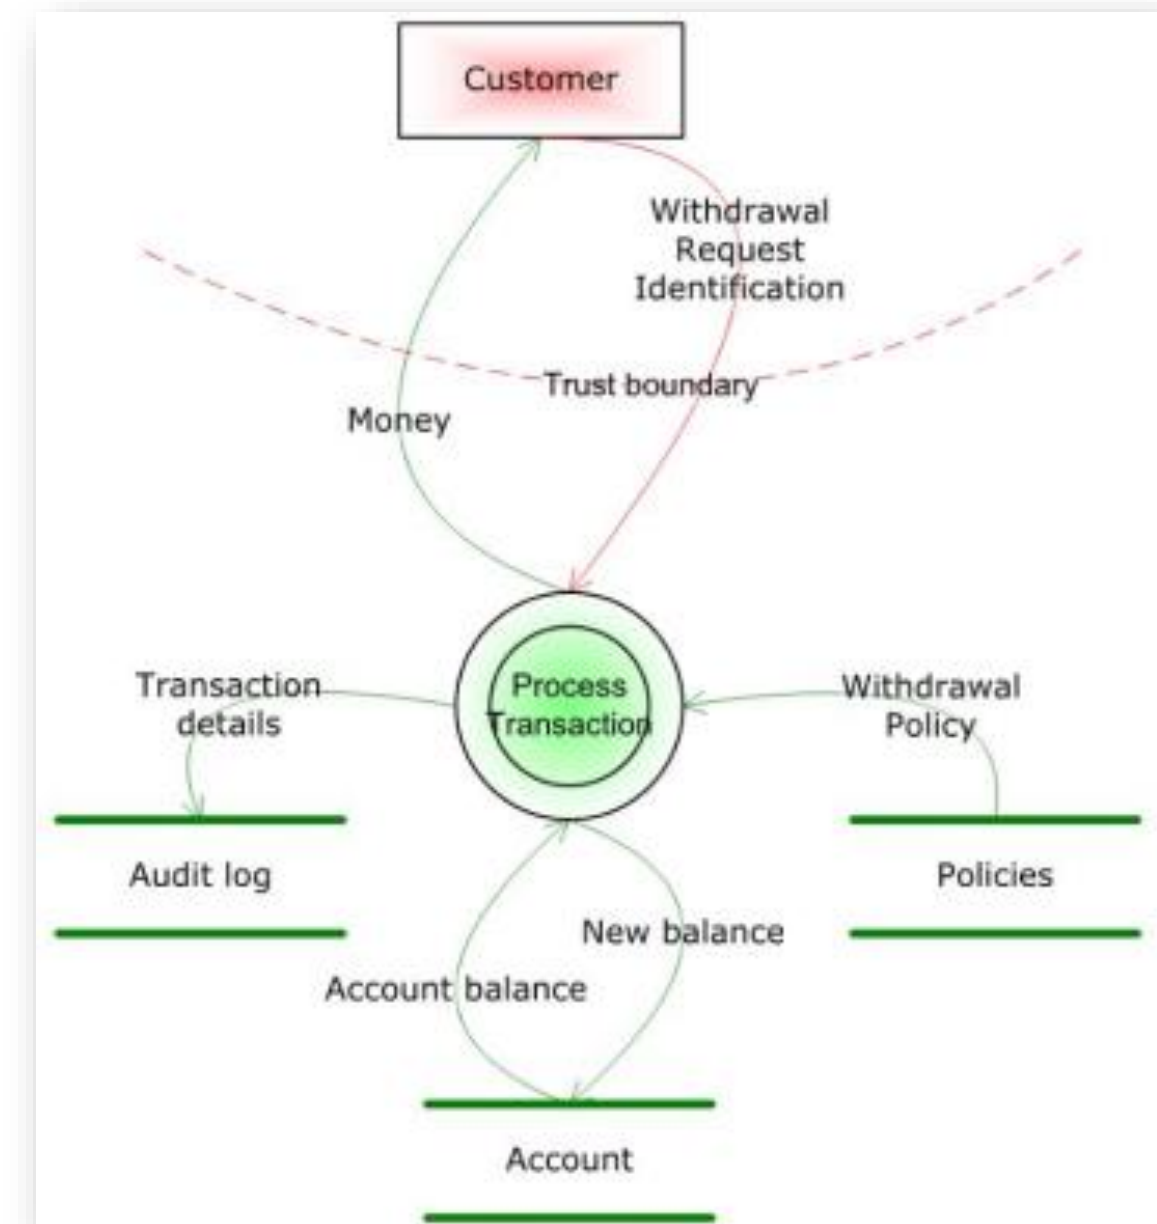 Customer
Withdrawal
Request
Identification
Trust boundary
Money
Process
Transaction
Transaction
details
Withdrawal
Policy
Audit log
Policies
New balance
Account balance
Account